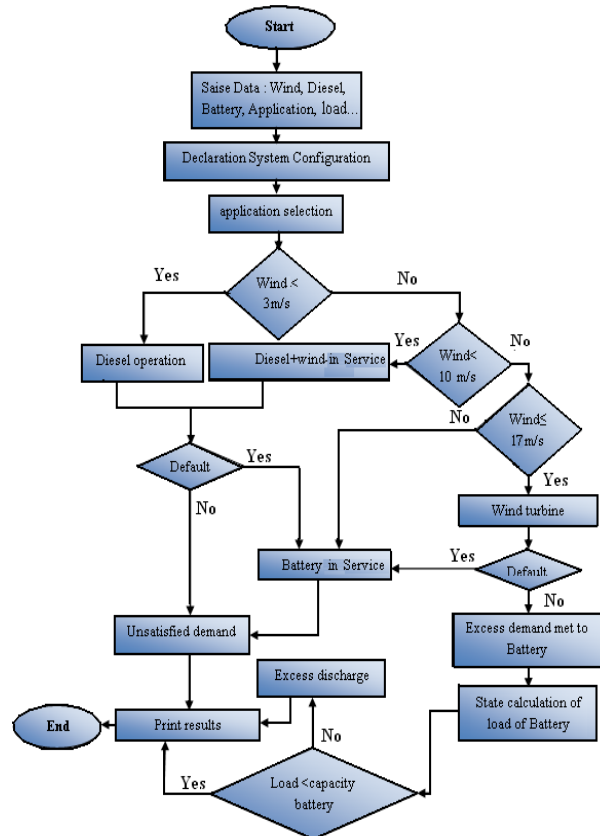 Start
Saise Data : Wind, Diesel,
Battery, Application, load...
Declaration System Configuration
application selection
Yes
Wind <
3m/s
No
Diesel operation
Diesel+wind in Service
Yes
Wind<
10 m/s
No
No
Wind≤
17m/s
Default
Yes
Yes
No
Wind turbine
Battery in Service
Yes
Default
No
Unsatisfied demand
Excess demand met to
Battery
Excess discharge
End
Print results
State calculation of
load of Battery
No
Yes
Load <capacity
battery